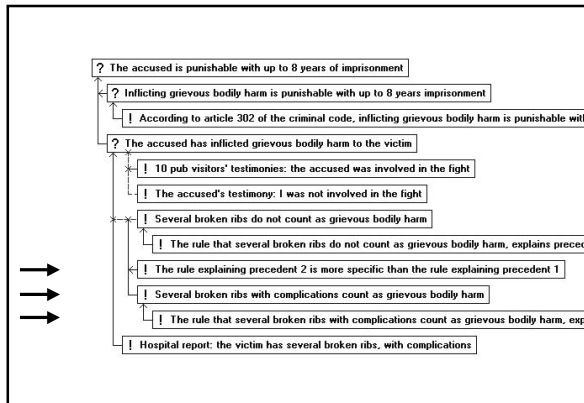 ? The accused is punishable with up to 8 years of imprisonment
? Inflicting grievous bodily harm is punishable with up to 8 years imprisonment
! According to article 302 of the criminal code, inflicting grievous bodily harm is punishable with
? The accused has inflicted grievous bodily harm to the victim
! 10 pub visitors' testimonies: the accused was involved in the fight
! The accused's testimony: I was not involved in the fight
! Several broken ribs do not count as grievous bodily harm
! The rule that several broken ribs do not count as grievous bodily harm, explains preced
! The rule explaining precedent 2 is more specific than the rule explaining precedent 1
! Several broken ribs with complications count as grievous bodily harm
! The rule that several broken ribs with complications count as grievous bodily harm, exp
! Hospital report: the victim has several broken ribs, with complications